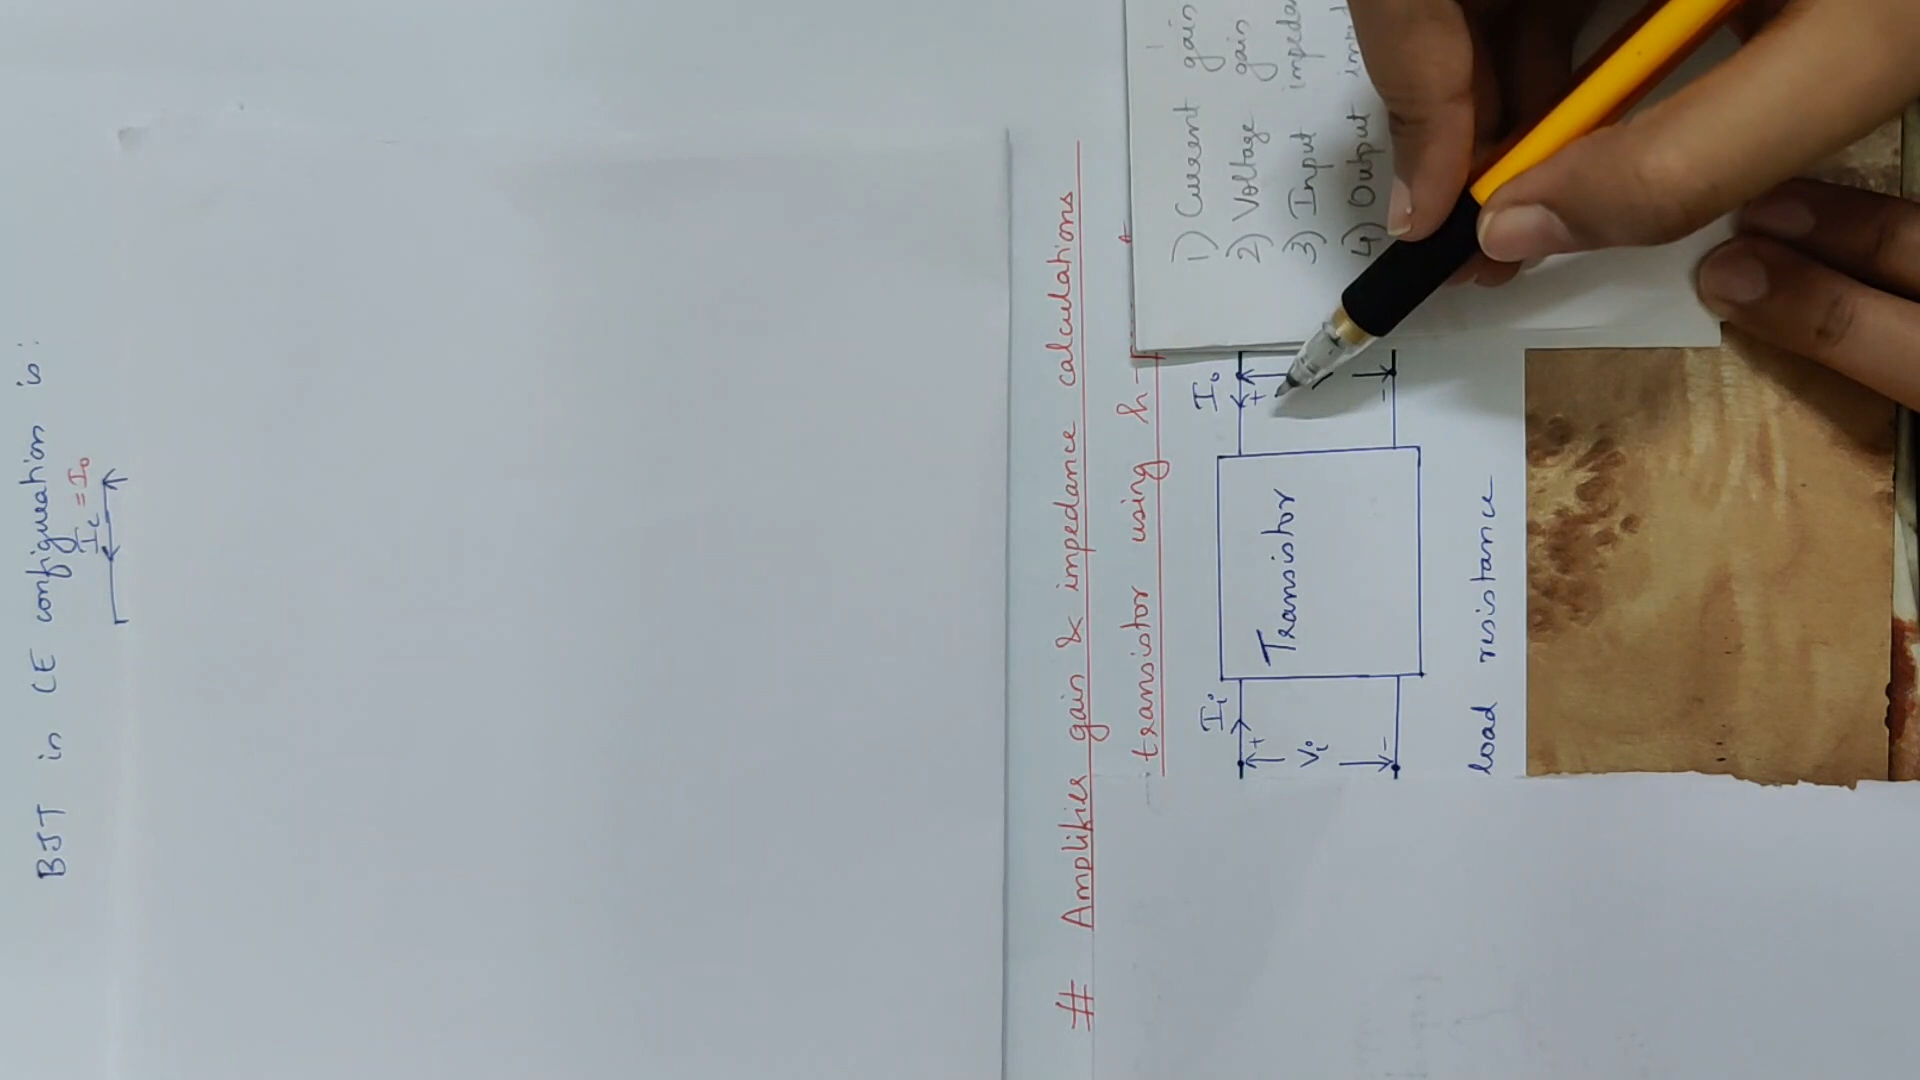 BJT in CE configuration is:
Ic = Io
# Amplifier gain & impedance calculations
transistor using h-
Ii
Io
+
+
Vi
Transistor
-
-
load resistance
1) Current gain
2) Voltage gain
3) Input
4) Output